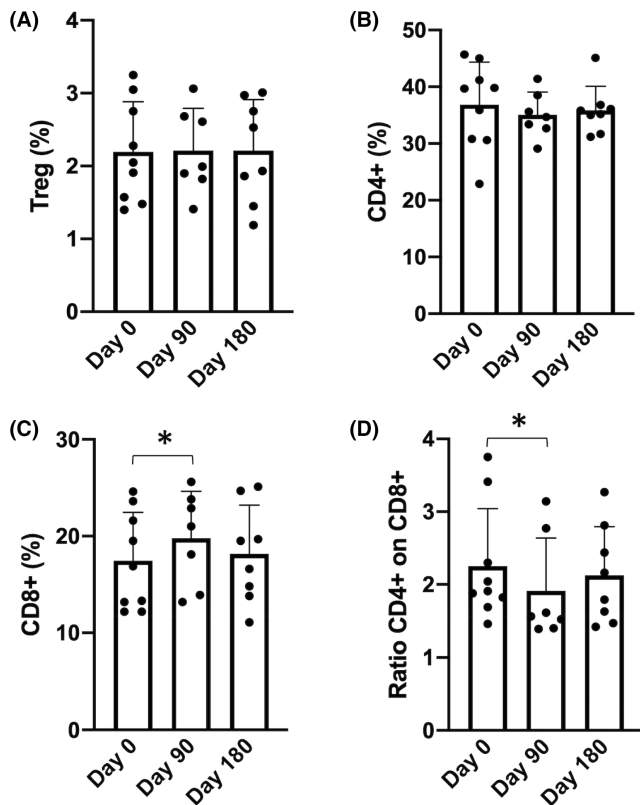 (A)
4
3
2
1
0
Treg (%)
Day 0
Day 90
Day 180
(B)
50
40
30
20
10
0
CD4+ (%)
Day 0
Day 90
Day 180
(C)
30
20
10
0
CD8+ (%)
*
Day 0
Day 90
Day 180
(D)
4
3
2
1
0
Ratio CD4+ on CD8+
*
Day 0
Day 90
Day 180